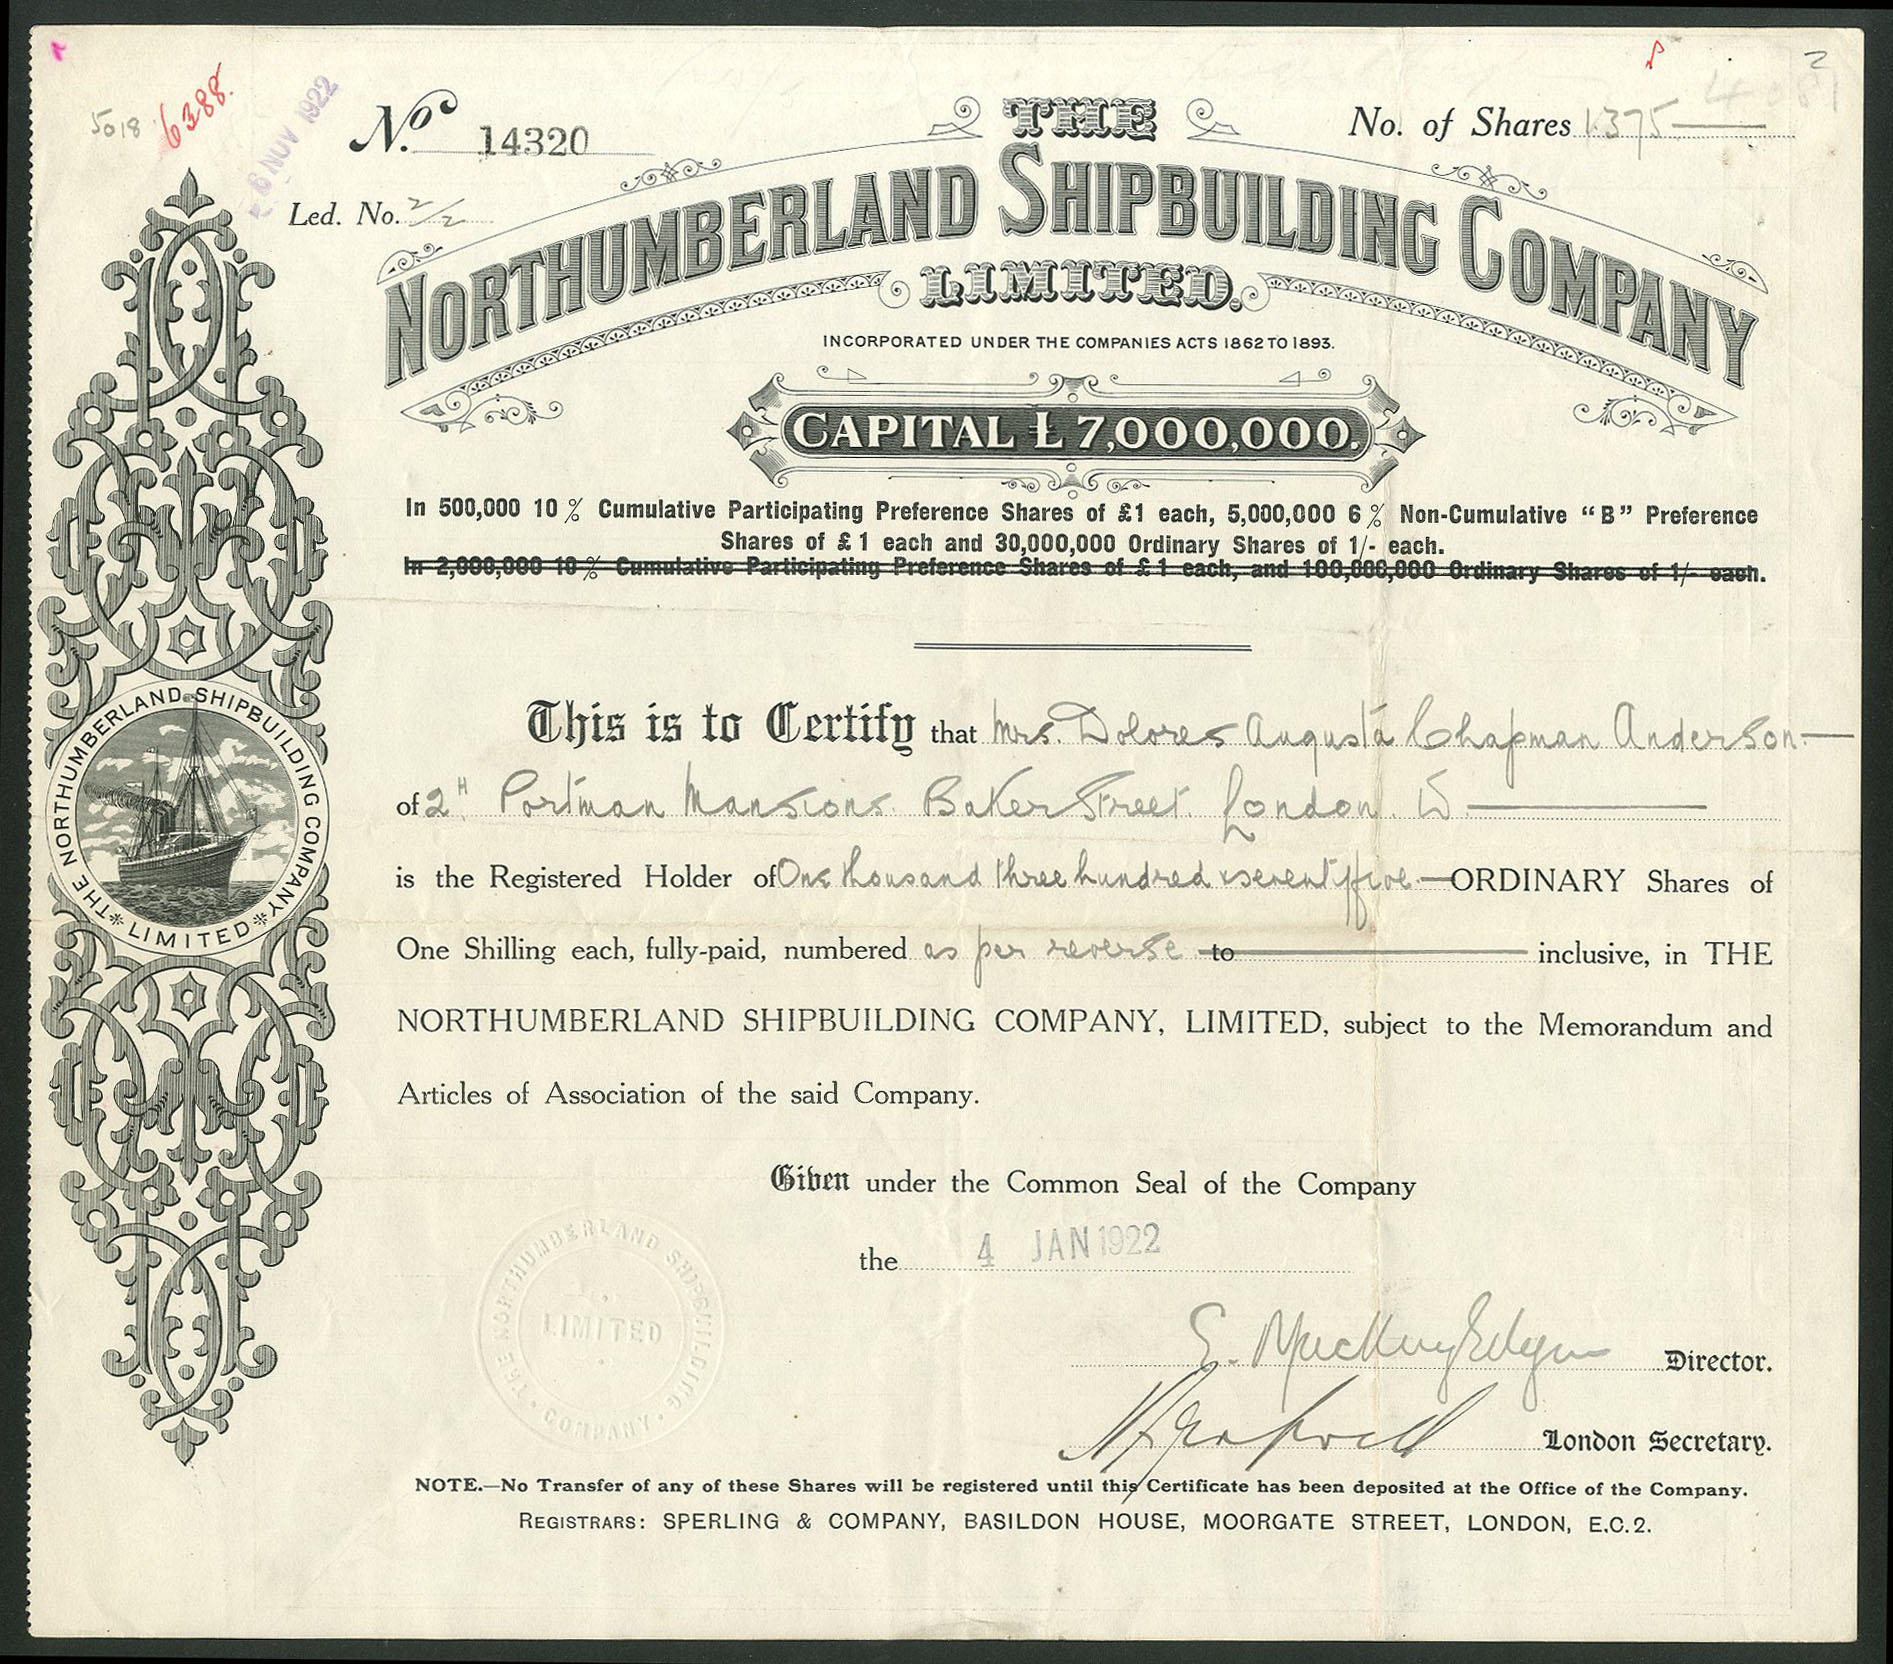 5018 6388.
6 NOV 1922
No. 14320
No. of Shares 1375
Led. No. 2/2
THE
NORTHUMBERLAND SHIPBUILDING COMPANY
LIMITED.
INCORPORATED UNDER THE COMPANIES ACTS 1862 TO 1893.
CAPITAL £7,000,000.
In 500,000 10% Cumulative Participating Preference Shares of £1 each, 5,000,000 6% Non-Cumulative "B" Preference
Shares of £1 each and 30,000,000 Ordinary Shares of 1/- each.
In 2,000,000 10% Cumulative Participating Preference Shares of £1 each, and 100,000,000 Ordinary Shares of 1/- each.
This is to Certify that Mrs. Dolores Augusta Chapman Anderson
of 2H Portman Mansions. Baker Street. London. W.
is the Registered Holder of One thousand three hundred & seventyfive ORDINARY Shares of
One Shilling each, fully-paid, numbered as per reverse to inclusive, in THE
NORTHUMBERLAND SHIPBUILDING COMPANY, LIMITED, subject to the Memorandum and
Articles of Association of the said Company.
Given under the Common Seal of the Company
the 4 JAN 1922
Director.
London Secretary.
NOTE.—No Transfer of any of these Shares will be registered until this Certificate has been deposited at the Office of the Company.
REGISTRARS: SPERLING & COMPANY, BASILDON HOUSE, MOORGATE STREET, LONDON, E.C.2.
THE NORTHUMBERLAND SHIPBUILDING COMPANY
LIMITED
THE NORTHUMBERLAND SHIPBUILDING
LIMITED
COMPANY